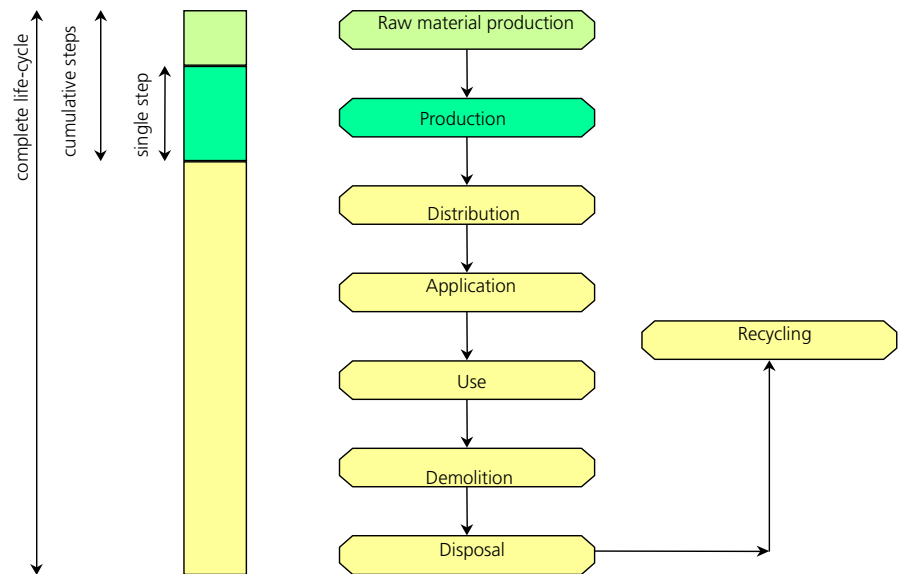 complete life-cycle
cumulative steps
single step
Raw material production
Production
Distribution
Application
Recycling
Use
Demolition
Disposal